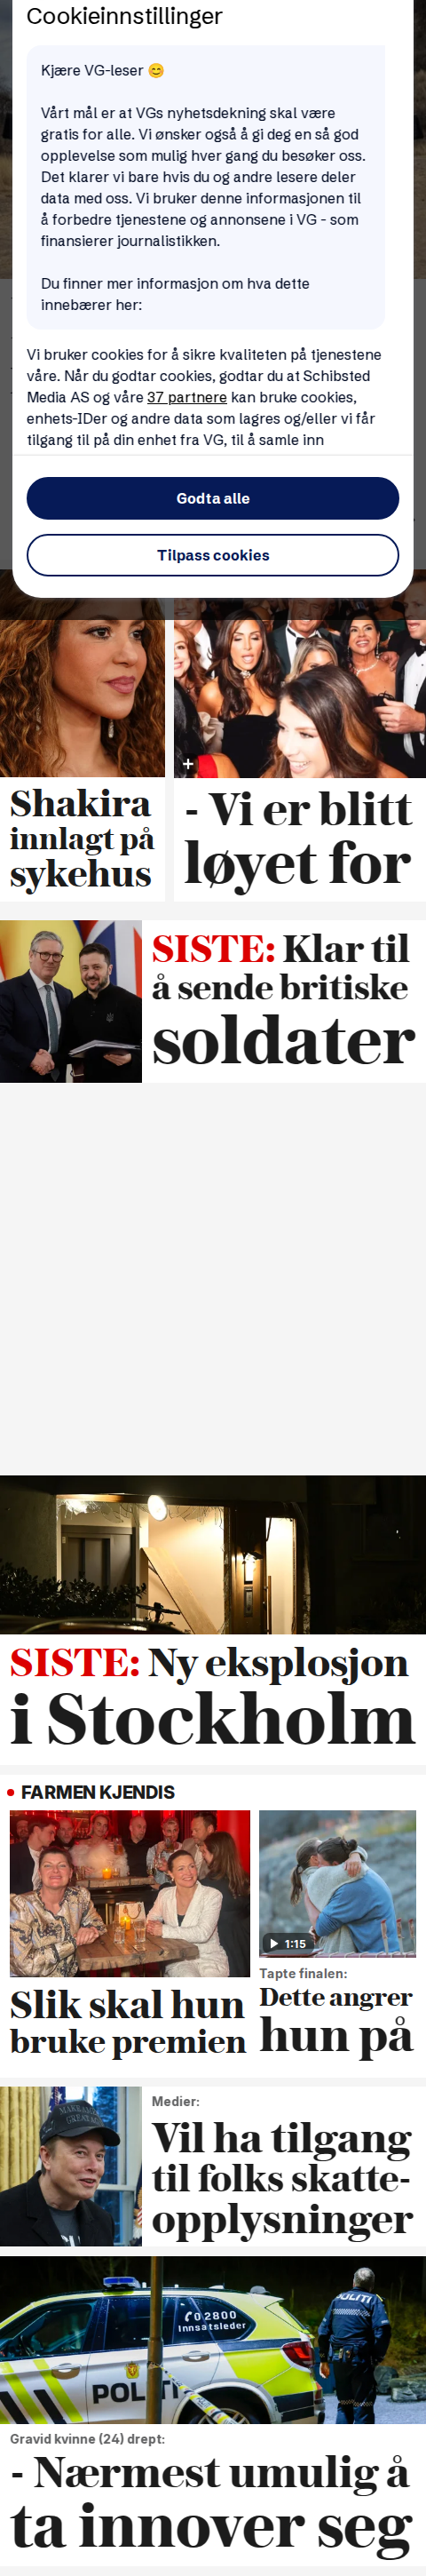 Cookieinnstillinger
Kjære VG-leser 😊
Vårt mål er at VGs nyhetsdekning skal være
gratis for alle. Vi ønsker også å gi deg en så god
opplevelse som mulig hver gang du besøker oss.
Det klarer vi bare hvis du og andre lesere deler
data med oss. Vi bruker denne informasjonen til
å forbedre tjenestene og annonsene i VG - som
finansierer journalistikken.
Du finner mer informasjon om hva dette
innebærer her:
Vi bruker cookies for å sikre kvaliteten på tjenestene
våre. Når du godtar cookies, godtar du at Schibsted
Media AS og våre 37 partnere kan bruke cookies,
enhets-IDer og andre data som lagres og/eller vi får
tilgang til på din enhet fra VG, til å samle inn
Godta alle
Tilpass cookies
Shakira
innlagt på
sykehus
- Vi er blitt
løyet for
SISTE: Klar til
å sende britiske
soldater
SISTE: Ny eksplosjon
i Stockholm
FARMEN KJENDIS
1:15
Slik skal hun
bruke premien
Tapte finalen:
Dette angrer
hun på
Medier:
Vil ha tilgang
til folks skatte-
opplysninger
02800
Innsatsleder
POLITI
POLITI
Gravid kvinne (24) drept:
- Nærmest umulig å
ta innover seg